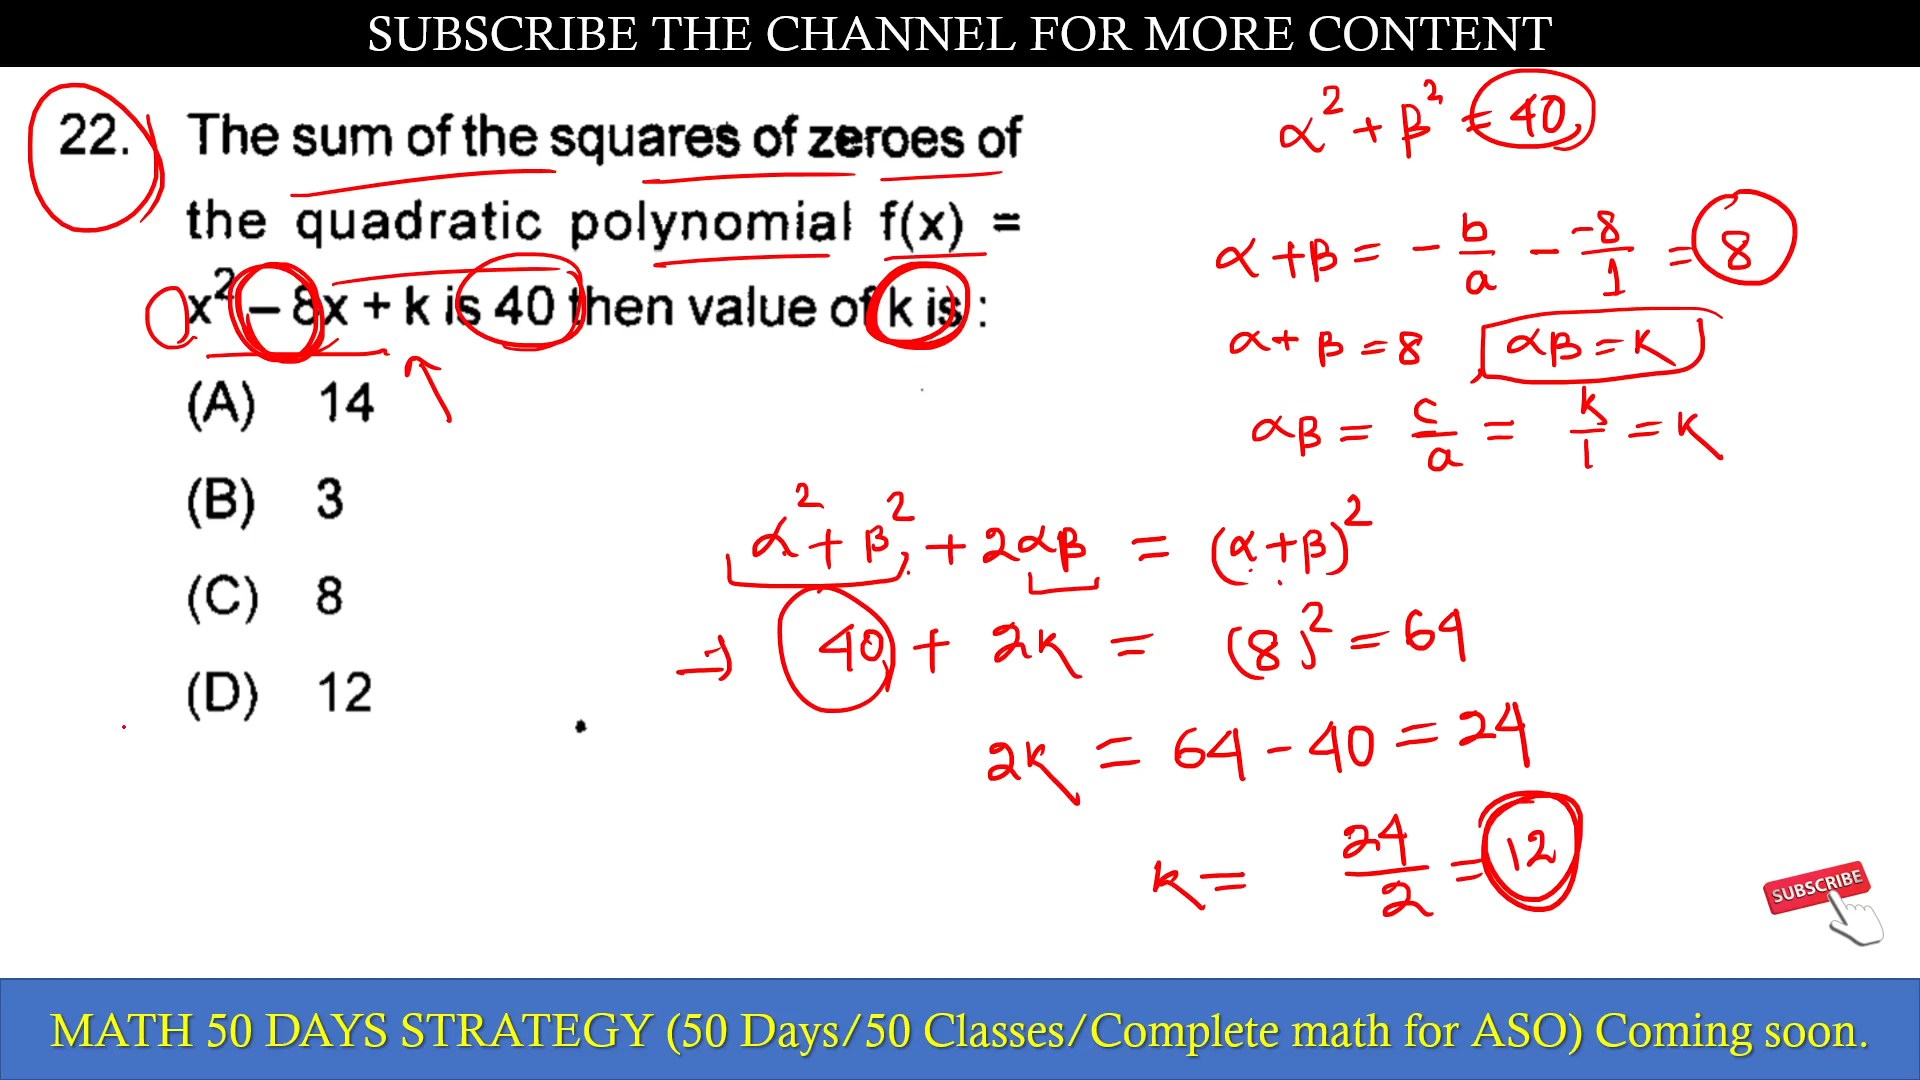 SUBSCRIBE THE CHANNEL FOR MORE CONTENT
22. The sum of the squares of zeroes of
the quadratic polynomial f(x) =
x² – 8x + k is 40 then value of k is :
(A) 14
(B) 3
(C) 8
(D) 12
α² + β² = 40
α + β = - b/a - -8/1 = 8
α + β = 8 αβ = K
αβ = c/a = k/1 = K
α² + β² + 2αβ = (α+β)²
→ 40 + 2K = (8)² = 64
2K = 64 - 40 = 24
K = 24/2 = 12
SUBSCRIBE
MATH 50 DAYS STRATEGY (50 Days/50 Classes/Complete math for ASO) Coming soon.